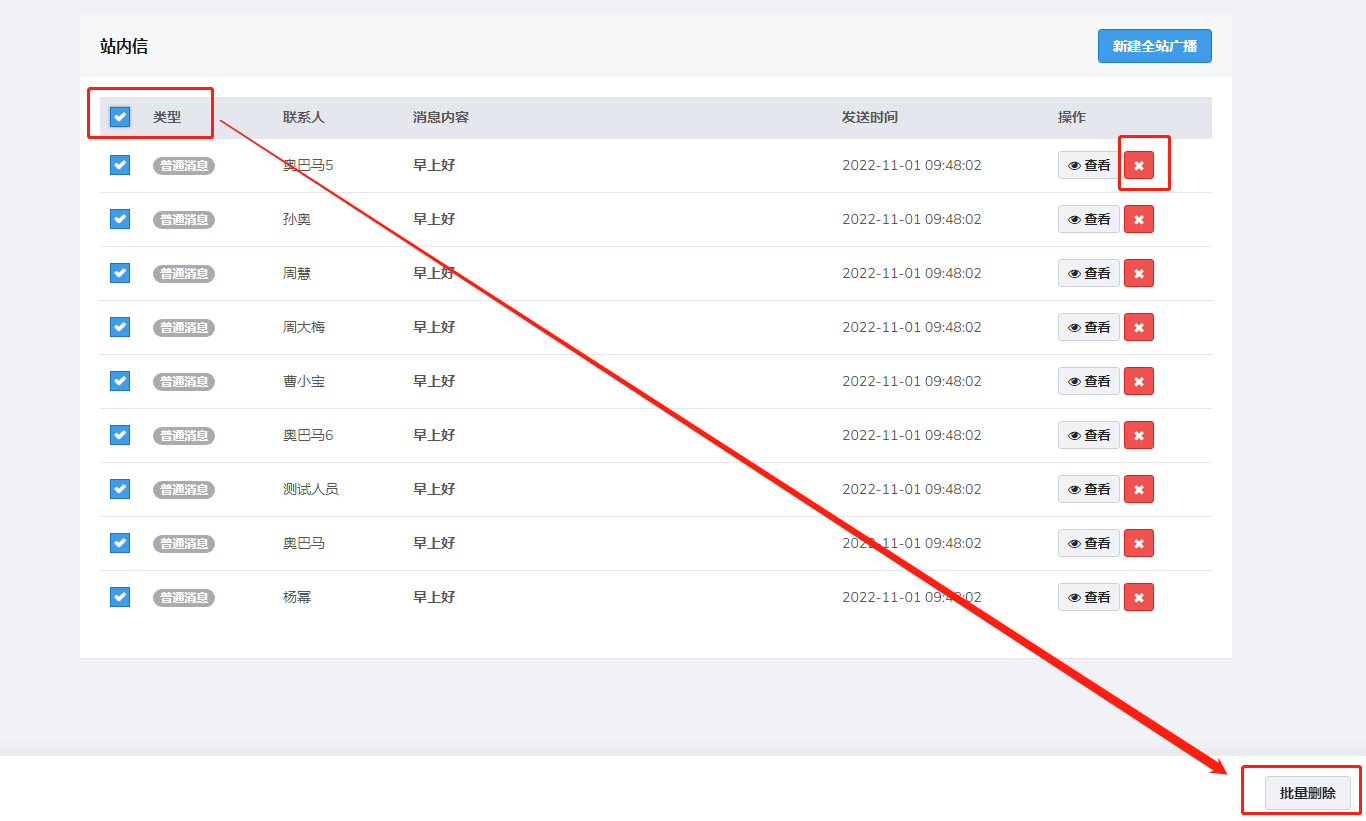 站内信 新建全站广播
类型 联系人 消息内容 发送时间 操作
普通消息 奥巴马5 早上好 2022-11-01 09:48:02 查看
普通消息 孙奥 早上好 2022-11-01 09:48:02 查看
普通消息 周慧 早上好 2022-11-01 09:48:02 查看
普通消息 周大梅 早上好 2022-11-01 09:48:02 查看
普通消息 曹小宝 早上好 2022-11-01 09:48:02 查看
普通消息 奥巴马6 早上好 2022-11-01 09:48:02 查看
普通消息 测试人员 早上好 2022-11-01 09:48:02 查看
普通消息 奥巴马 早上好 2022-11-01 09:48:02 查看
普通消息 杨幂 早上好 2022-11-01 09:48:02 查看
批量删除